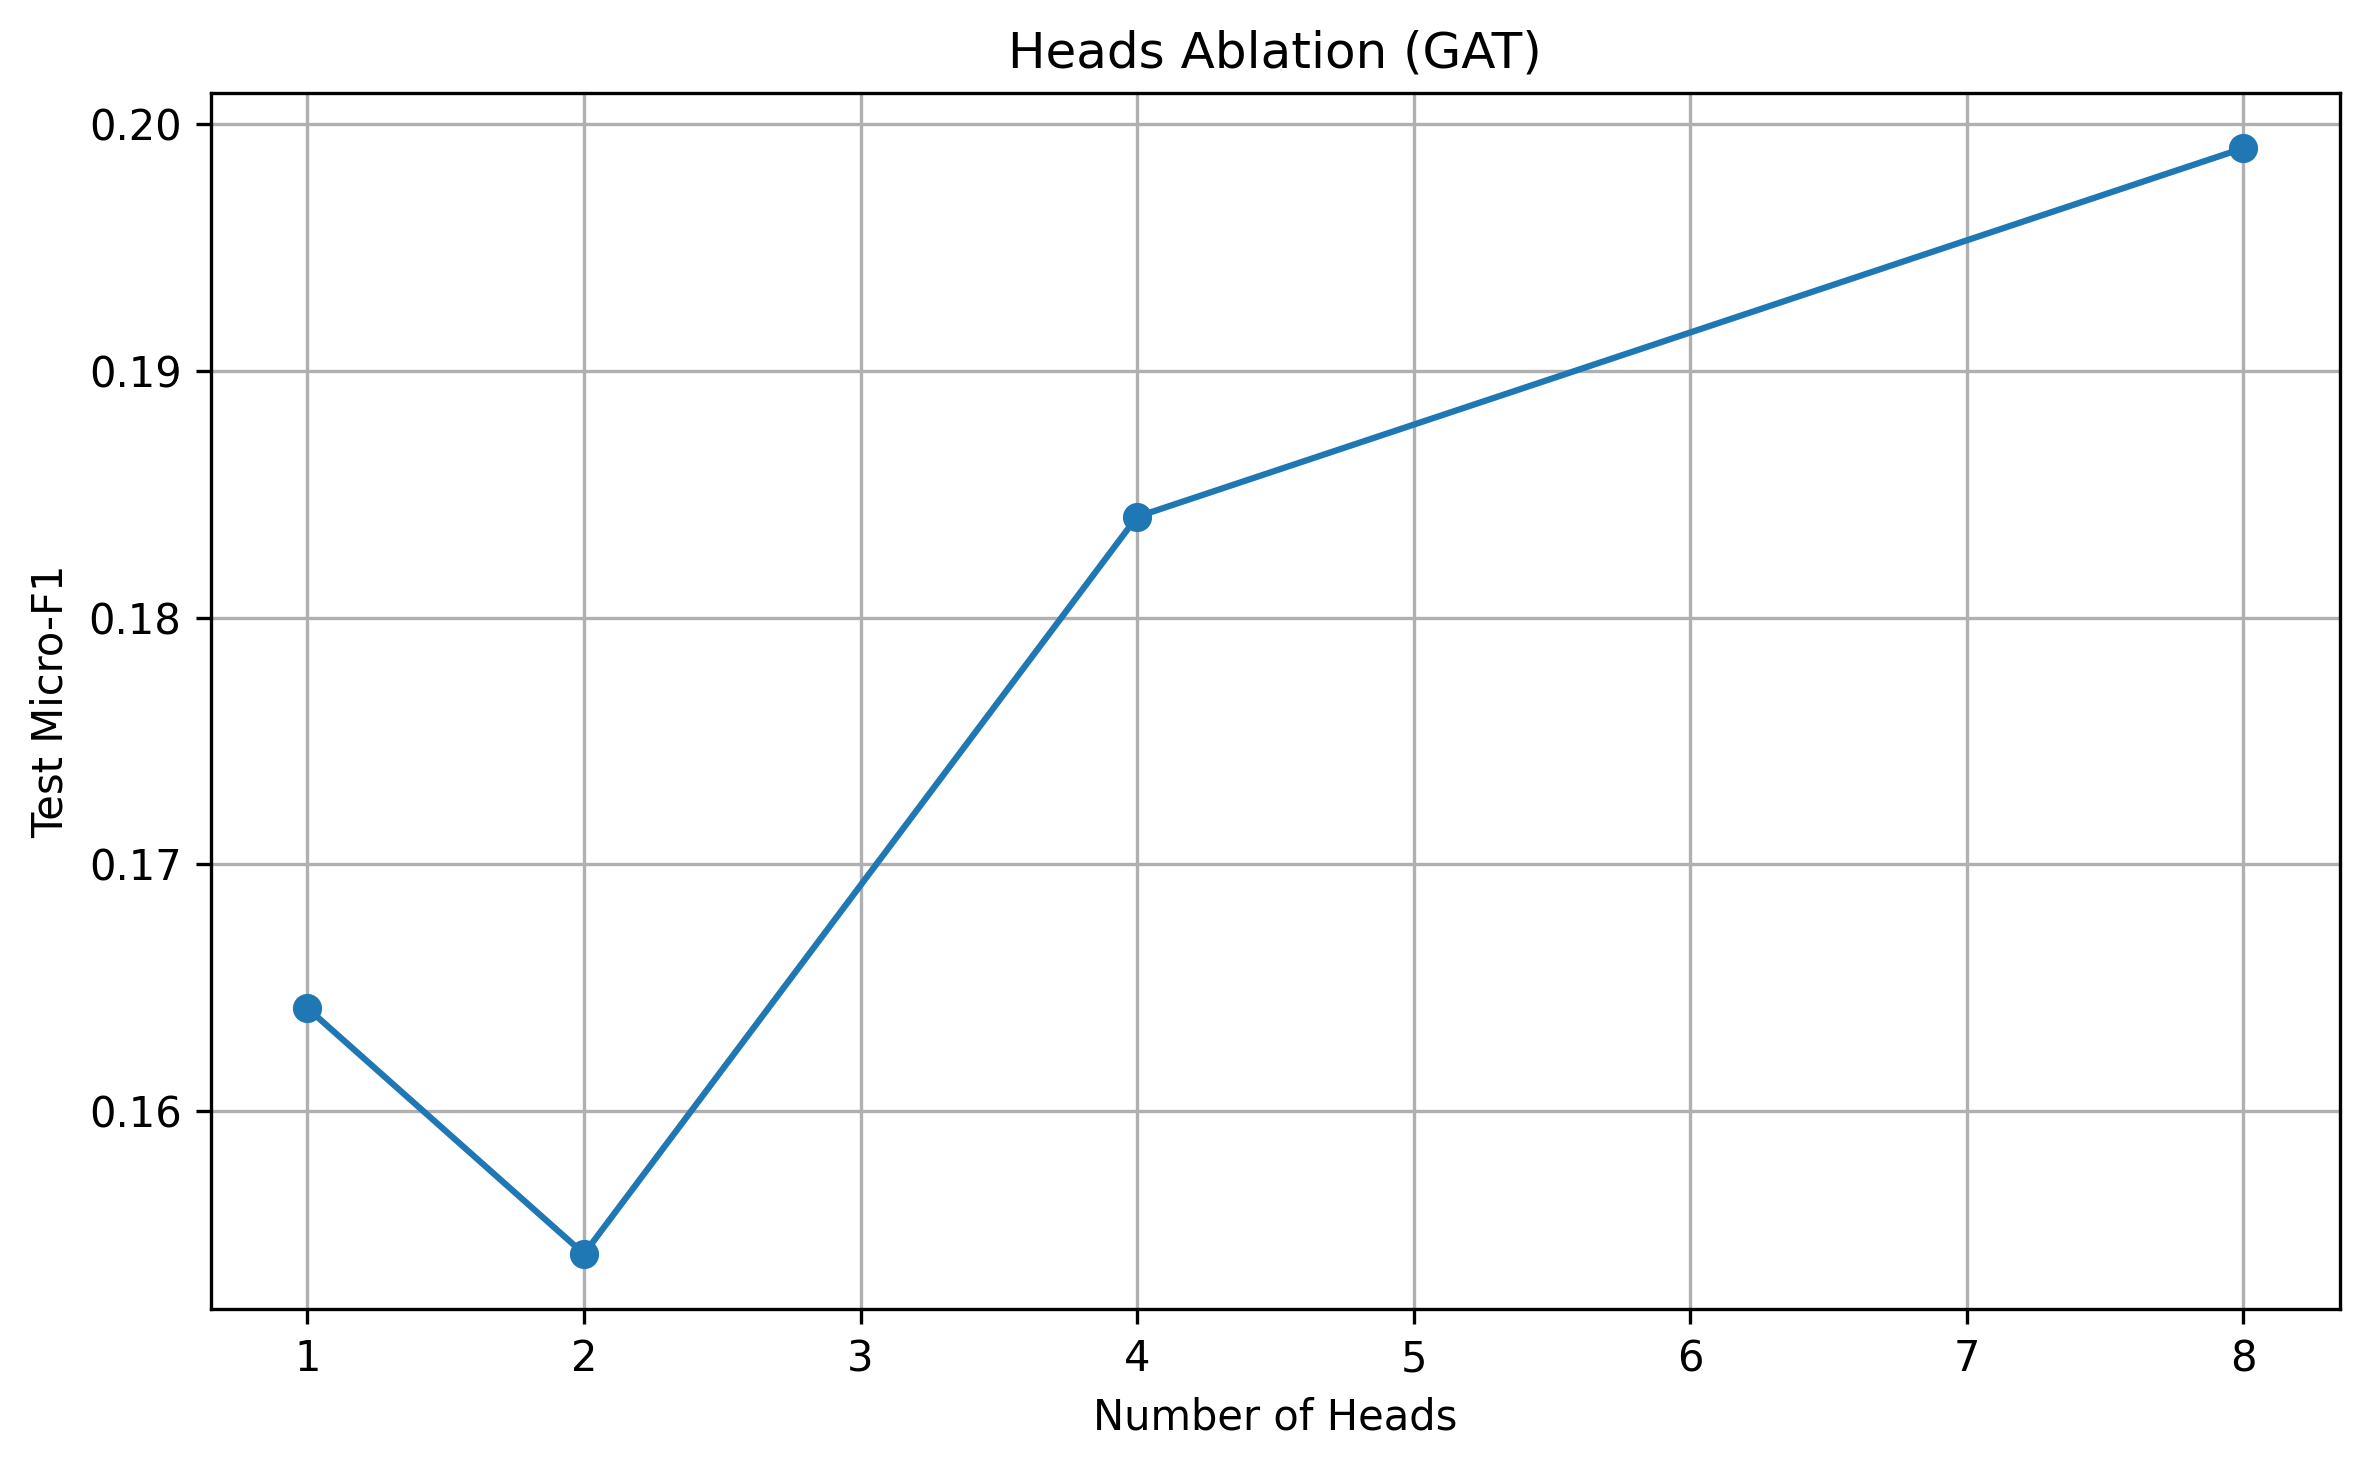 Heads Ablation (GAT)
0.20
0.19
0.18
0.17
0.16
Test Micro-F1
1 2 3 4 5 6 7 8
Number of Heads